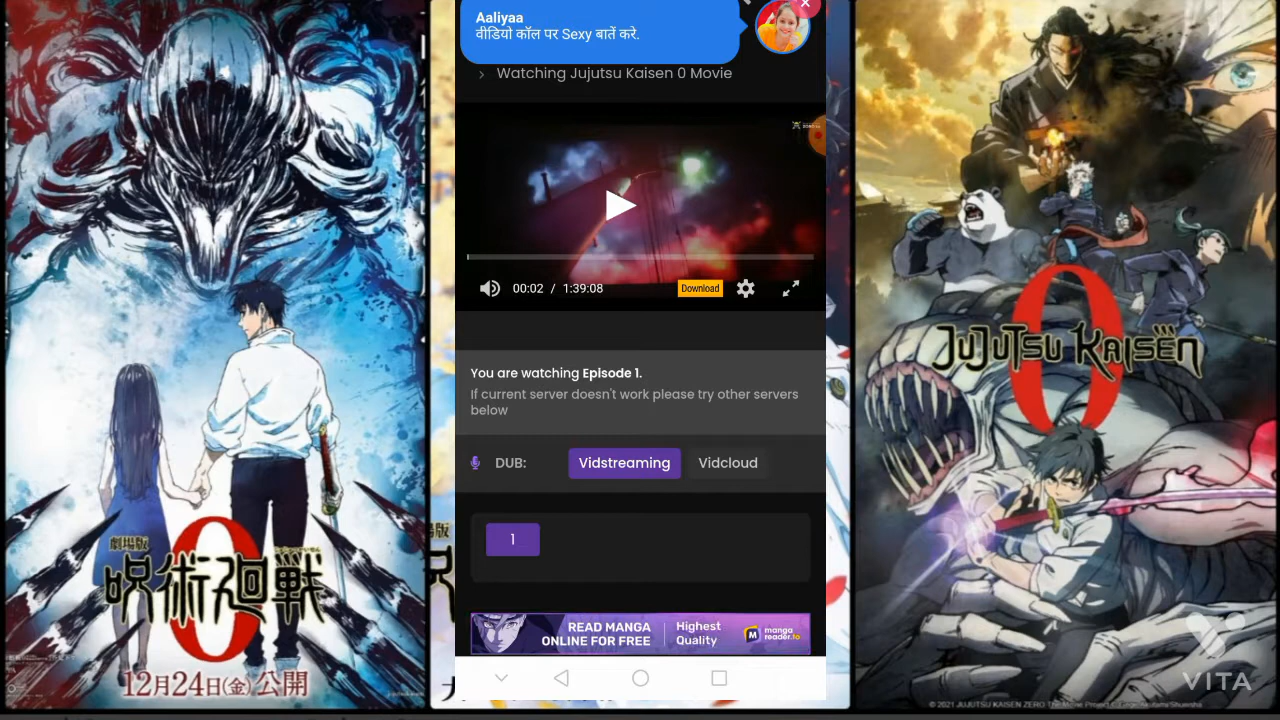 Aaliyaa
वीडियो कॉल पर Sexy बातें करे.
Watching Jujutsu Kaisen 0 Movie
00:02 / 1:39:08
Download
You are watching Episode 1.
If current server doesn't work please try other servers
below
DUB:
Vidstreaming
Vidcloud
1
READ MANGA
ONLINE FOR FREE
Highest
Quality
M manga
reader.to
劇場版
呪術廻戦
0
12月24日(金)公開
JUJUTSU KAISEN
0
VITA